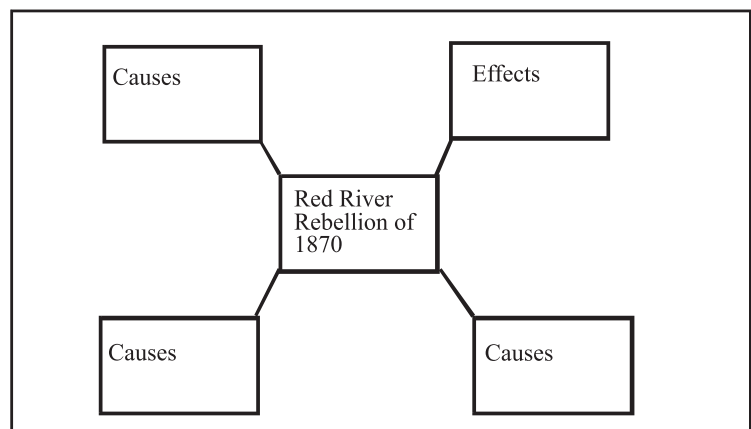 Causes
Effects
Red River
Rebellion of
1870
Causes
Causes